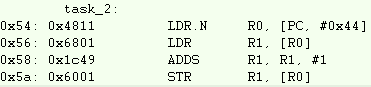 task_2:
0x54: 0x4811 LDR.N R0, [PC, #0x44]
0x56: 0x6801 LDR R1, [R0]
0x58: 0x1c49 ADDS R1, R1, #1
0x5a: 0x6001 STR R1, [R0]